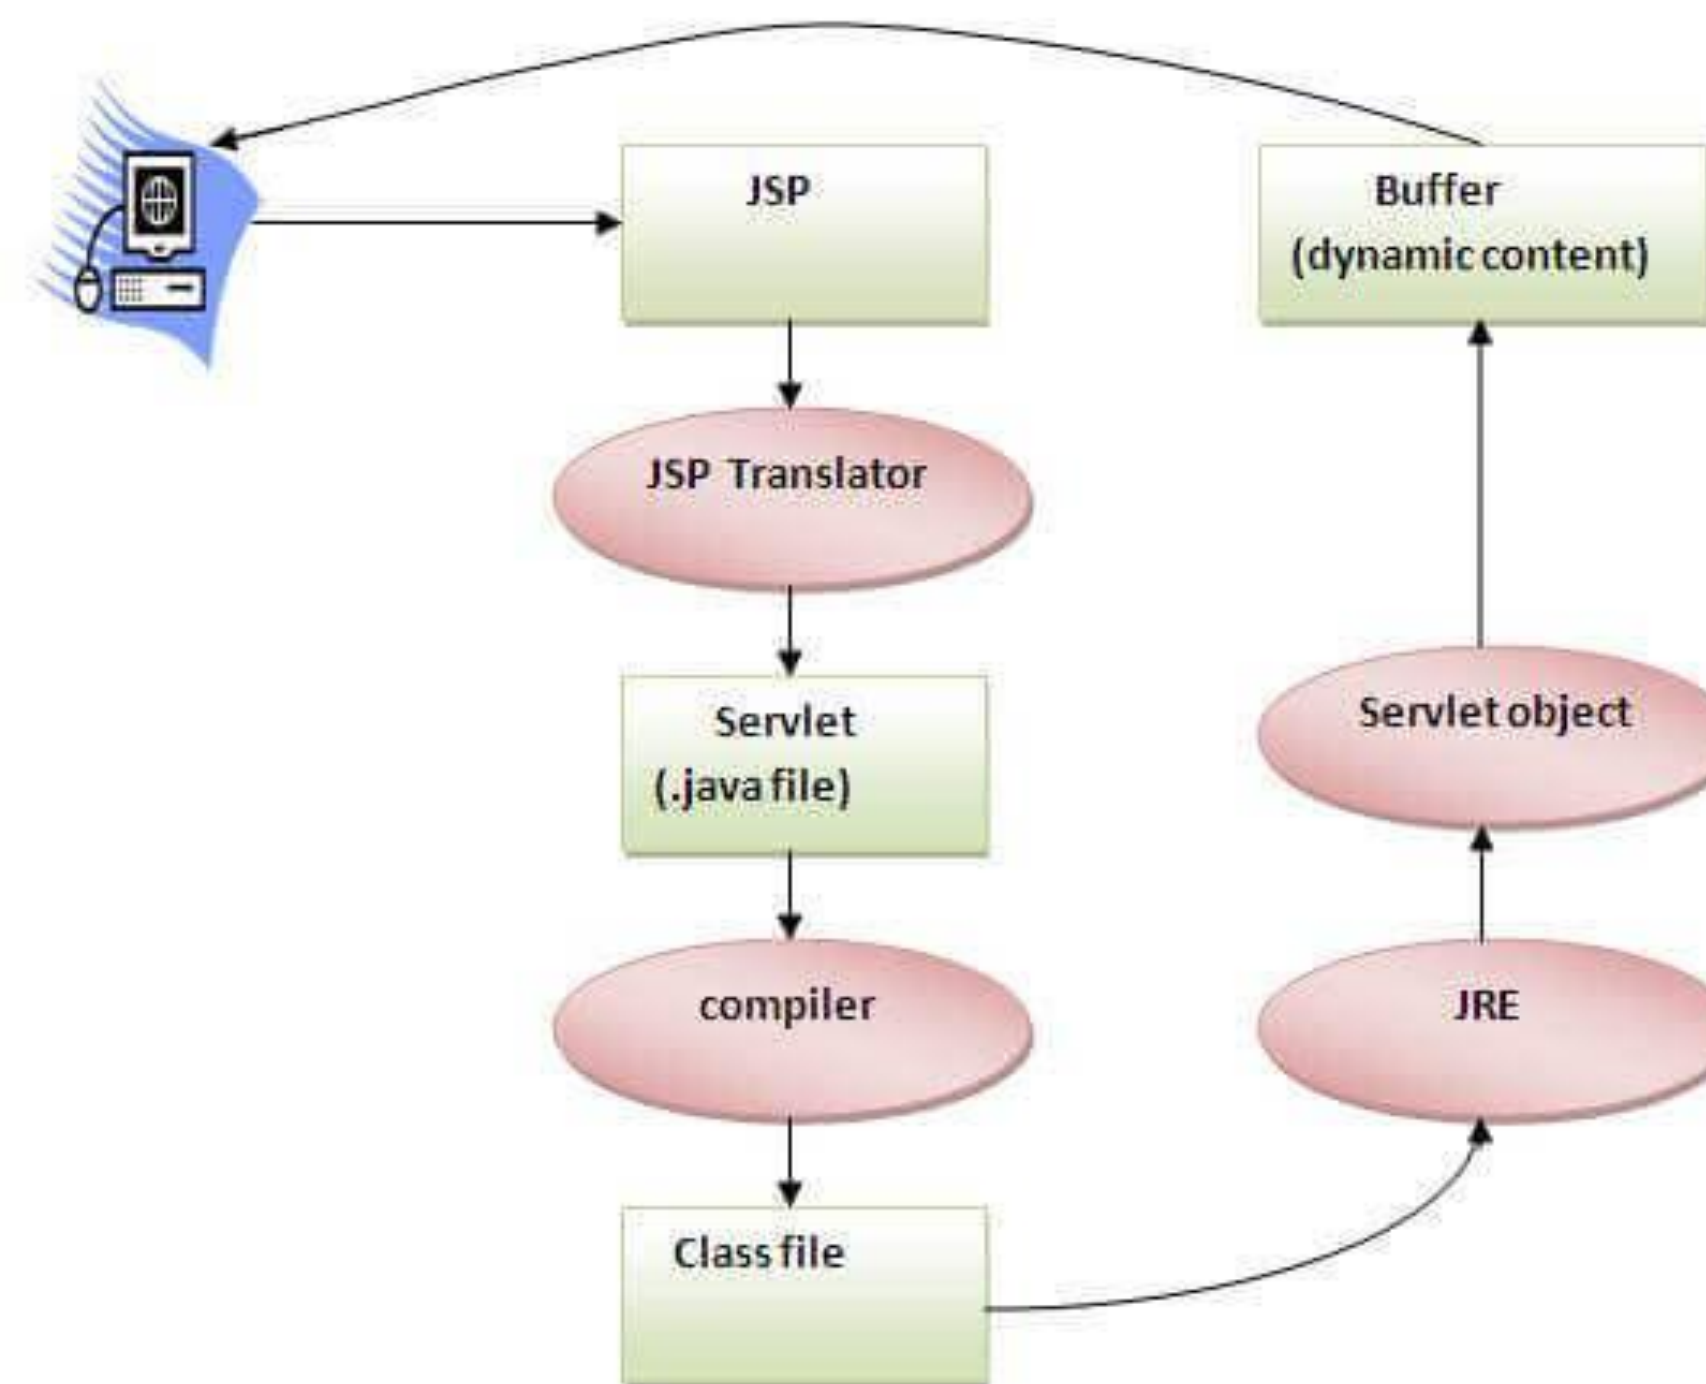 JSP
Buffer
(dynamic content)
JSP Translator
Servlet
(.java file)
Servlet object
compiler
JRE
Class file